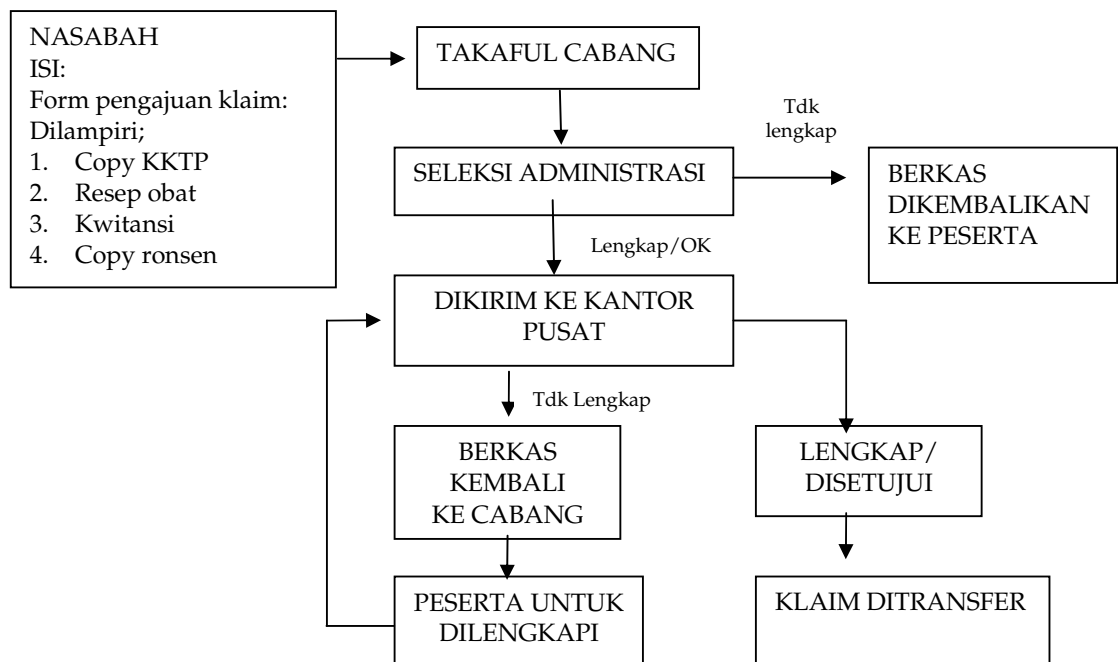 NASABAH
ISI:
Form pengajuan klaim:
Dilampiri;
1. Copy KKTP
2. Resep obat
3. Kwitansi
4. Copy ronsen
TAKAFUL CABANG
Tdk
lengkap
SELEKSI ADMINISTRASI
BERKAS
DIKEMBALIKAN
KE PESERTA
Lengkap/OK
DIKIRIM KE KANTOR
PUSAT
Tdk Lengkap
BERKAS
KEMBALI
KE CABANG
LENGKAP/
DISETUJUI
PESERTA UNTUK
DILENGKAPI
KLAIM DITRANSFER